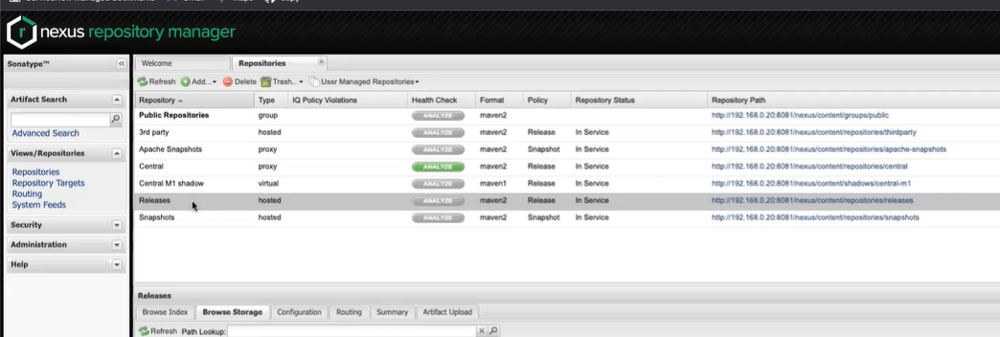 nexus repository manager
Sonatype™
Welcome
Repositories
Refresh Add... Delete Trash... User Managed Repositories
Artifact Search
Advanced Search
Views/Repositories
Repositories
Repository Targets
Routing
System Feeds
Security
Administration
Help
Repository Type IQ Policy Violations Health Check Format Policy Repository Status Repository Path
Public Repositories group ANALYZE maven2 http://192.168.0.20:8081/nexus/content/groups/public
3rd party hosted ANALYZE maven2 Release In Service http://192.168.0.20:8081/nexus/content/repositories/thirdparty
Apache Snapshots proxy ANALYZE maven2 Snapshot In Service http://192.168.0.20:8081/nexus/content/repositories/apache-snapshots
Central proxy ANALYZE maven2 Release In Service http://192.168.0.20:8081/nexus/content/repositories/central
Central M1 shadow virtual ANALYZE maven1 Release In Service http://192.168.0.20:8081/nexus/content/shadows/central-m1
Releases hosted ANALYZE maven2 Release In Service http://192.168.0.20:8081/nexus/content/repositories/releases
Snapshots hosted ANALYZE maven2 Snapshot In Service http://192.168.0.20:8081/nexus/content/repositories/snapshots
Releases
Browse Index Browse Storage Configuration Routing Summary Artifact Upload
Refresh Path Lookup: